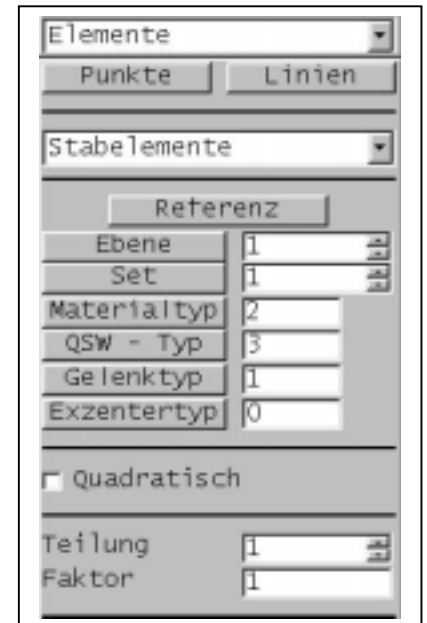 Elemente
Punkte Linien
Stabelemente
Referenz
Ebene 1
Set 1
Materialtyp 2
QSW - Typ 3
Gelenktyp 1
Exzentertyp 0
Quadratisch
Teilung 1
Faktor 1